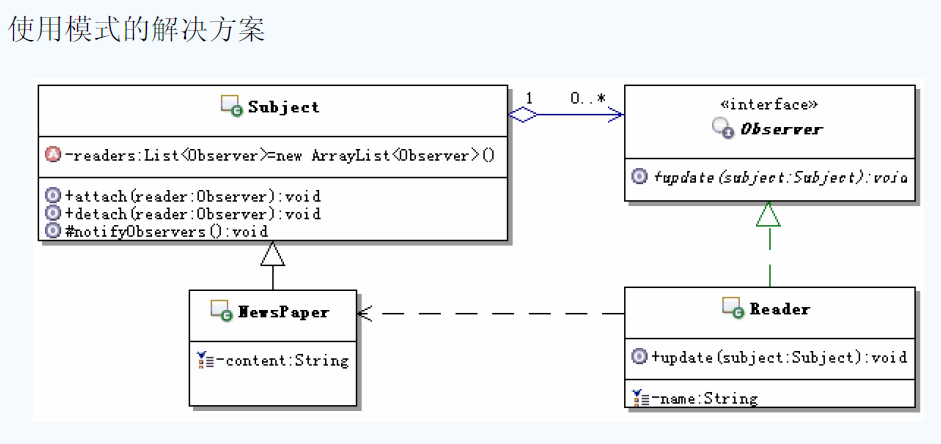 使用模式的解决方案
Subject
-readers:List<Observer>=new ArrayList<Observer>()
+attach(reader:Observer):void
+detach(reader:Observer):void
#notifyObservers():void
1
0..*
«interface»
Observer
+update(subject:Subject):void
NewsPaper
-content:String
Reader
+update(subject:Subject):void
-name:String